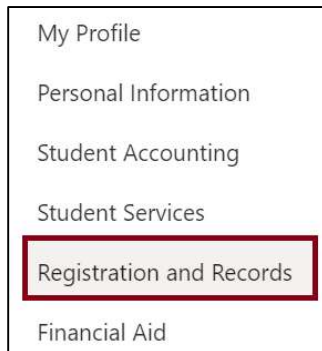 My Profile
Personal Information
Student Accounting
Student Services
Registration and Records
Financial Aid